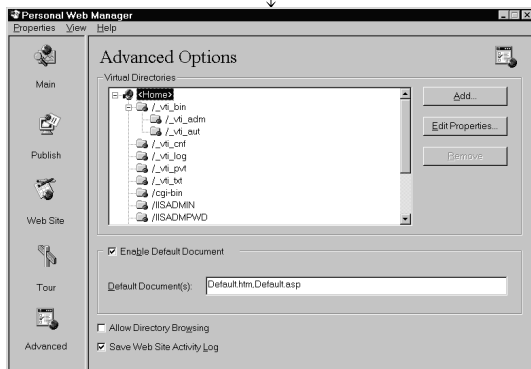 Personal Web Manager
Properties View Help
Main
Publish
Web Site
Tour
Advanced
Advanced Options
Virtual Directories
<Home>
/_vti_bin
/_vti_adm
/_vti_aut
/_vti_cnf
/_vti_log
/_vti_pvt
/_vti_txt
/cgi-bin
/IISADMIN
/IISADMPWD
Add...
Edit Properties...
Remove
Enable Default Document
Default Document(s): Default.htm,Default.asp
Allow Directory Browsing
Save Web Site Activity Log